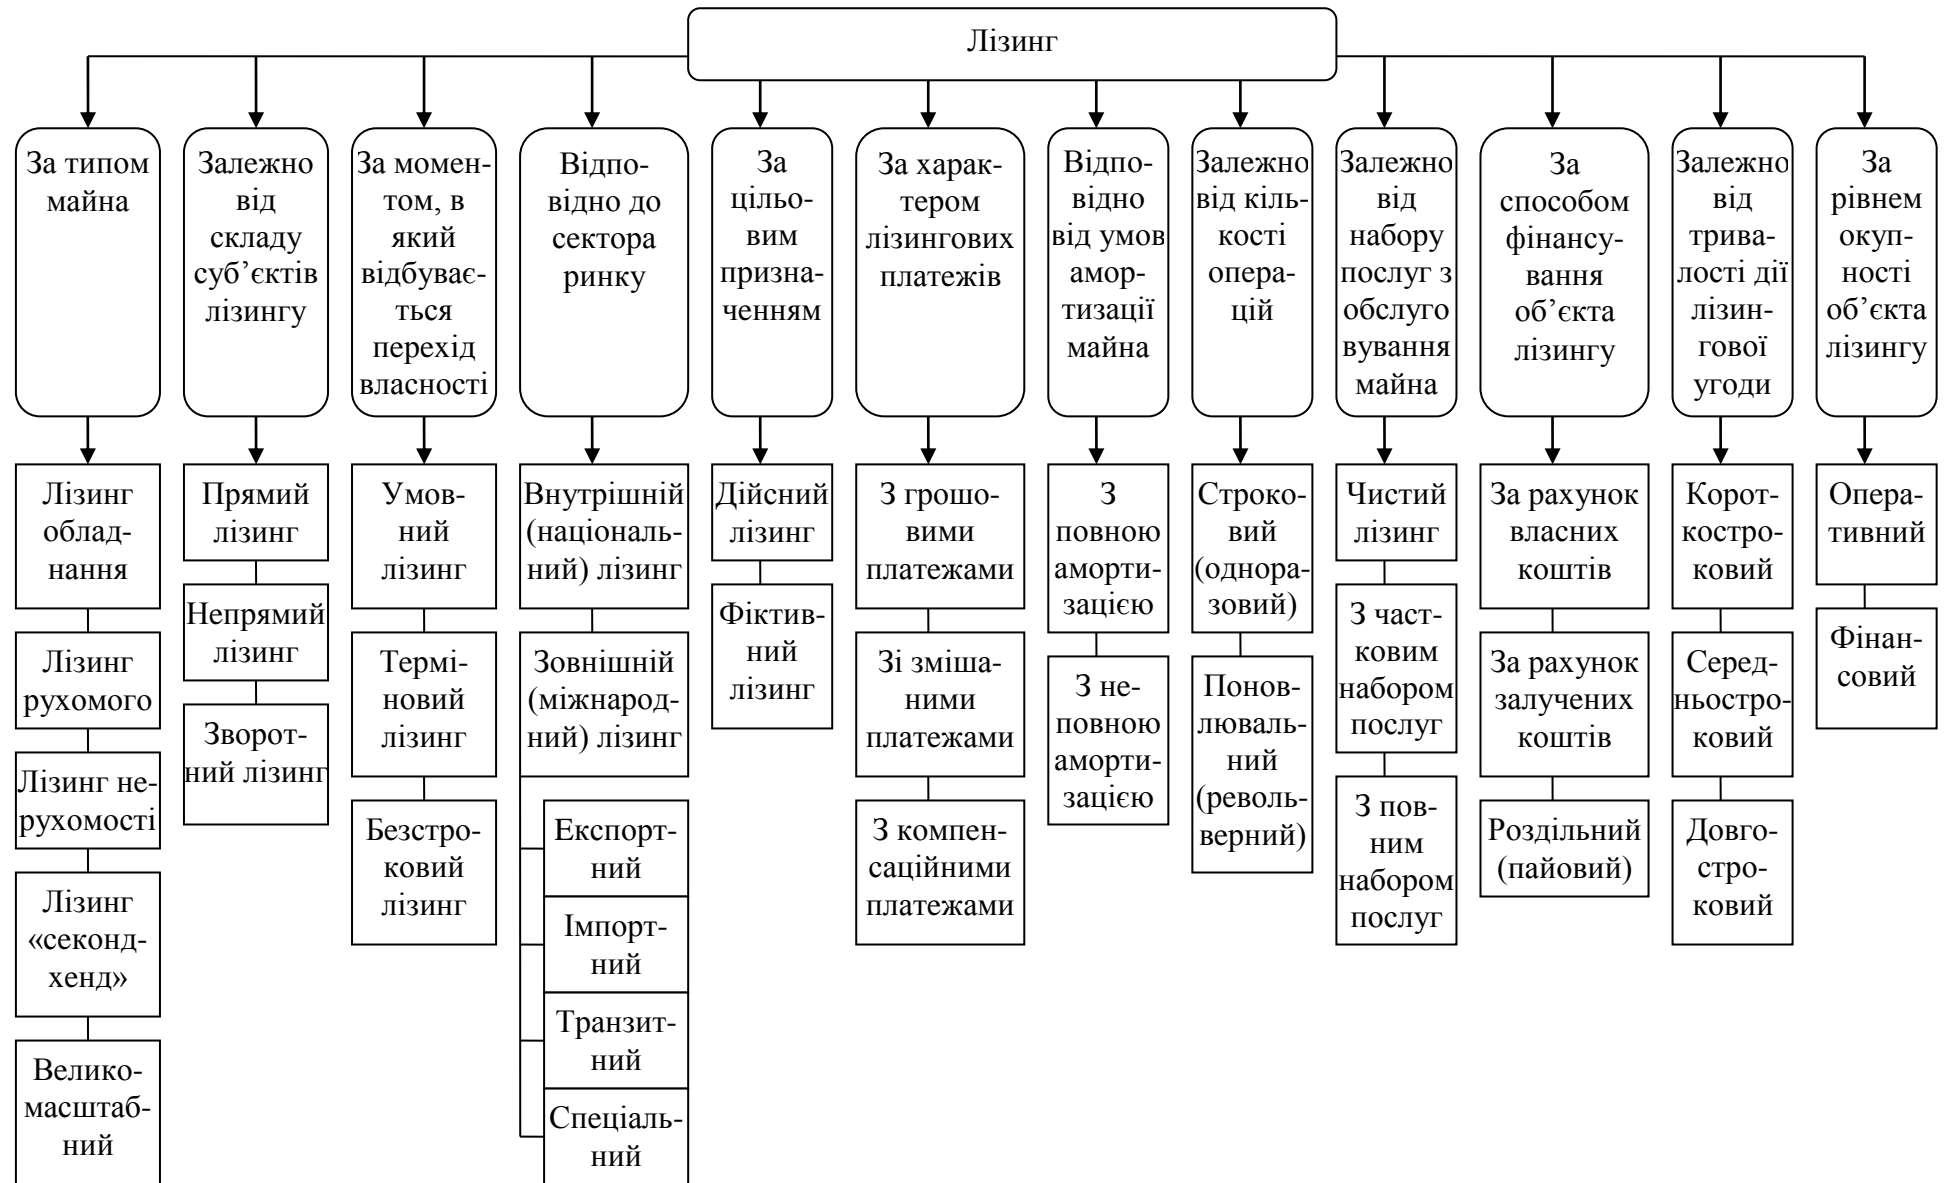 Лізинг
За типом
майна
Залежно
від
складу
суб’єктів
лізингу
За момен-
том, в
який
відбуває-
ться
перехід
власності
Відпо-
відно до
сектора
ринку
За
цільо-
вим
призна-
ченням
За харак-
тером
лізингових
платежів
Відпо-
відно
від умов
амор-
тизації
майна
Залежно
від кіль-
кості
опера-
цій
Залежно
від
набору
послуг з
обслуго
вування
майна
За
способом
фінансу-
вання
об’єкта
лізингу
Залежно
від
трива-
лості дії
лізин-
гової
угоди
За
рівнем
окуп-
ності
об’єкта
лізингу
Лізинг
облад-
нання
Лізинг
рухомого
Лізинг не-
рухомості
Лізинг
«секонд-
хенд»
Велико-
масштаб-
ний
Прямий
лізинг
Непрямий
лізинг
Зворот-
ний лізинг
Умов-
ний
лізинг
Термі-
новий
лізинг
Безстро-
ковий
лізинг
Внутрішній
(національ-
ний) лізинг
Зовнішній
(міжнарод-
ний) лізинг
Експорт-
ний
Імпорт-
ний
Транзит-
ний
Спеціаль-
ний
Дійсний
лізинг
Фіктив-
ний
лізинг
З грошо-
вими
платежами
Зі зміша-
ними
платежами
З компен-
саційними
платежами
З
повною
аморти-
зацією
З не-
повною
аморти-
зацією
Строко-
вий
(однора-
зовий)
Понов-
люваль-
ний
(револь-
верний)
Чистий
лізинг
З част-
ковим
набором
послуг
З пов-
ним
набором
послуг
За рахунок
власних
коштів
За рахунок
залучених
коштів
Роздільний
(пайовий)
Корот-
костро-
ковий
Серед-
ньостро-
ковий
Довго-
стро-
ковий
Опера-
тивний
Фінан-
совий